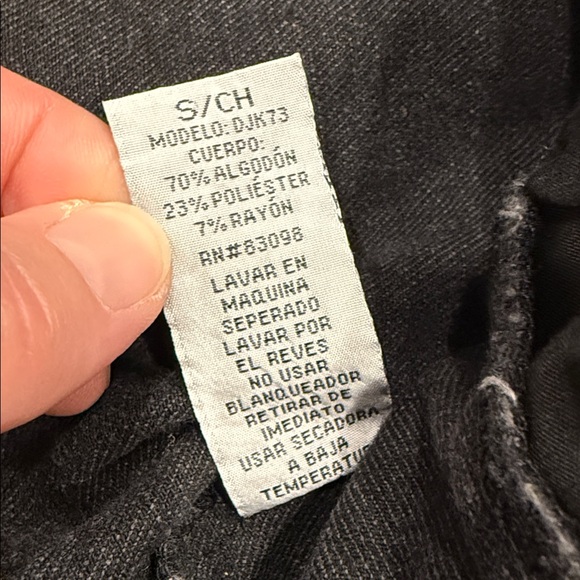 S/CH
MODELO: DJK73
CUERPO:
70% ALGODÓN
23% POLIÉSTER
7% RAYÓN
RN#83098
LAVAR EN
MAQUINA
SEPERADO
LAVAR POR
EL REVES
NO USAR
BLANQUEADOR
RETIRAR DE
IMEDIATO
USAR SECADORA
A BAJA
TEMPERATU